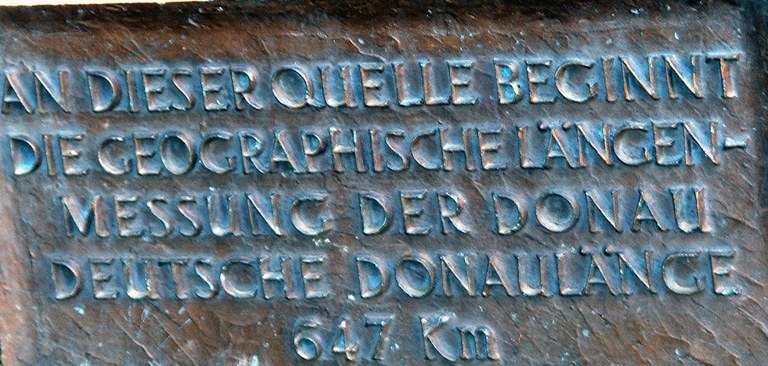 AN DIESER QUELLE BEGINNT
DIE GEOGRAPHISCHE LÄNGEN-
MESSUNG DER DONAU
DEUTSCHE DONAULÄNGE
647 Km